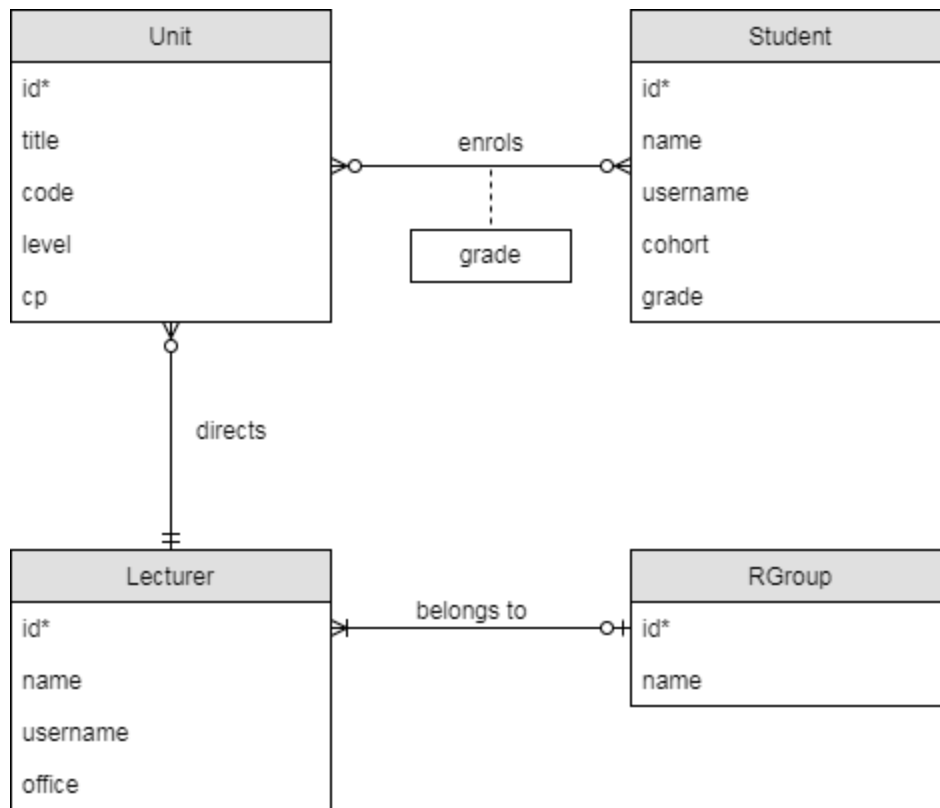 Unit
id*
title
code
level
cp
enrols
grade
Student
id*
name
username
cohort
grade
directs
Lecturer
id*
name
username
office
belongs to
RGroup
id*
name